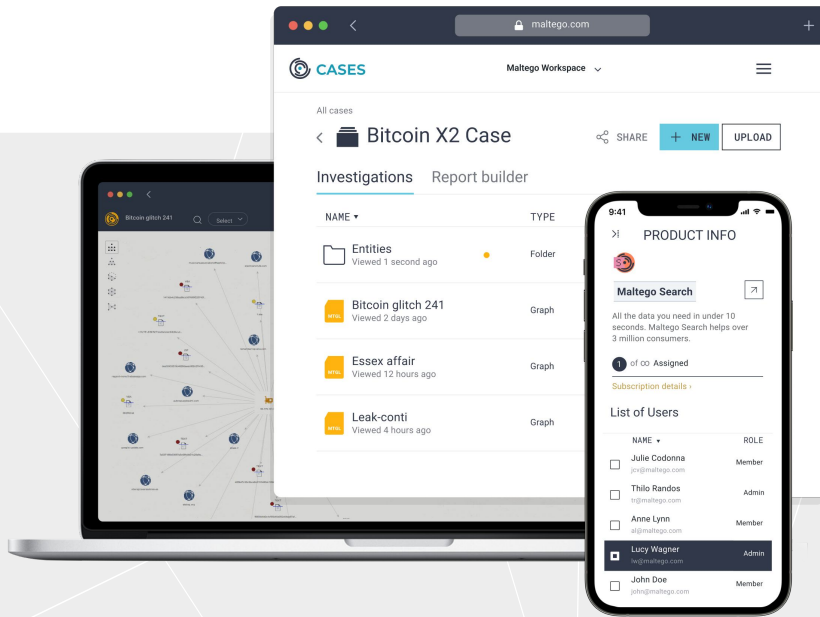 maltego.com
CASES
Maltego Workspace
All cases
Bitcoin X2 Case
SHARE
+ NEW
UPLOAD
Investigations
Report builder
NAME
TYPE
Entities
Viewed 1 second ago
Folder
Bitcoin glitch 241
Viewed 2 days ago
Graph
Essex affair
Viewed 12 hours ago
Graph
Leak-conti
Viewed 4 hours ago
Graph
Bitcoin glitch 241
Select
9:41
PRODUCT INFO
S
Maltego Search
All the data you need in under 10
seconds. Maltego Search helps over
3 million consumers.
1 of ∞ Assigned
Subscription details ›
List of Users
NAME
ROLE
Julie Codonna
jcv@maltego.com
Member
Thilo Randos
tr@maltego.com
Admin
Anne Lynn
al@maltego.com
Member
Lucy Wagner
lw@maltego.com
Admin
John Doe
john@maltego.com
Member